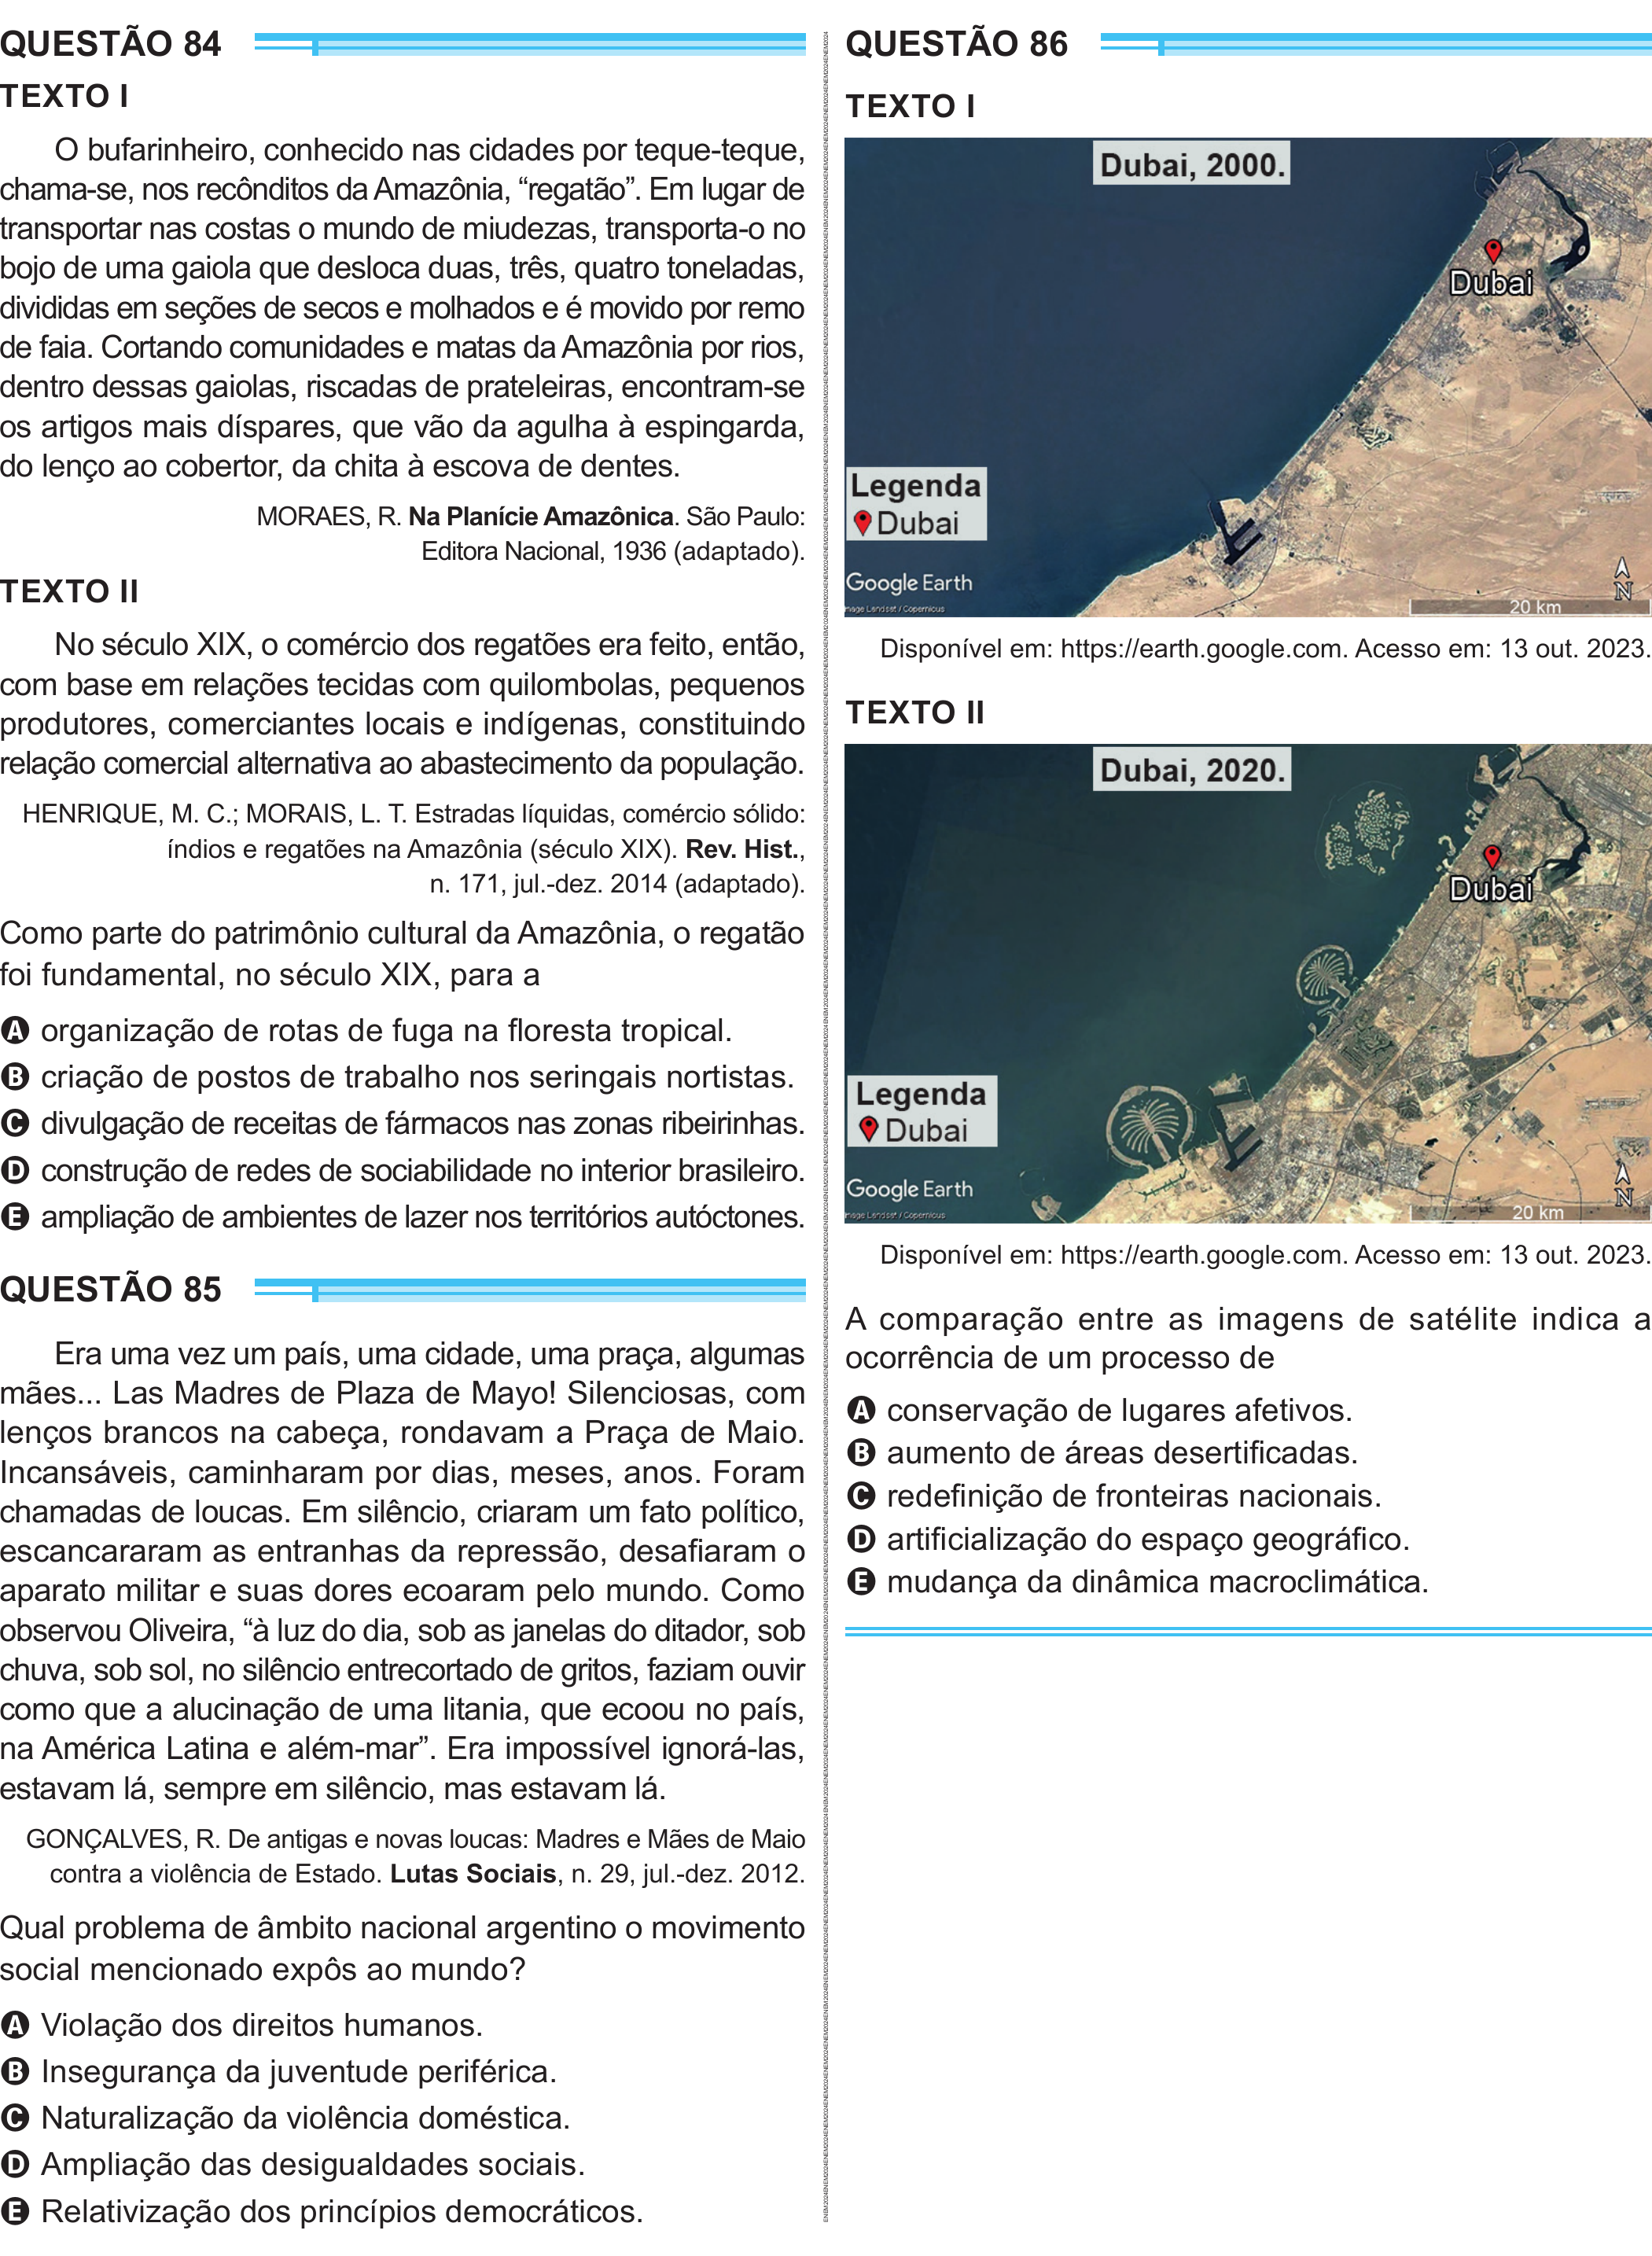 QUESTÃO 84
TEXTO I
O bufarinheiro, conhecido nas cidades por teque-teque,
chama-se, nos recônditos da Amazônia, “regatão”. Em lugar de
transportar nas costas o mundo de miudezas, transporta-o no
bojo de uma gaiola que desloca duas, três, quatro toneladas,
divididas em seções de secos e molhados e é movido por remo
de faia. Cortando comunidades e matas da Amazônia por rios,
dentro dessas gaiolas, riscadas de prateleiras, encontram-se
os artigos mais díspares, que vão da agulha à espingarda,
do lenço ao cobertor, da chita à escova de dentes.
MORAES, R. Na Planície Amazônica. São Paulo:
Editora Nacional, 1936 (adaptado).
TEXTO II
No século XIX, o comércio dos regatões era feito, então,
com base em relações tecidas com quilombolas, pequenos
produtores, comerciantes locais e indígenas, constituindo
relação comercial alternativa ao abastecimento da população.
HENRIQUE, M. C.; MORAIS, L. T. Estradas líquidas, comércio sólido:
índios e regatões na Amazônia (século XIX). Rev. Hist.,
n. 171, jul.-dez. 2014 (adaptado).
Como parte do patrimônio cultural da Amazônia, o regatão
foi fundamental, no século XIX, para a
A organização de rotas de fuga na floresta tropical.
B criação de postos de trabalho nos seringais nortistas.
C divulgação de receitas de fármacos nas zonas ribeirinhas.
D construção de redes de sociabilidade no interior brasileiro.
E ampliação de ambientes de lazer nos territórios autóctones.
QUESTÃO 85
Era uma vez um país, uma cidade, uma praça, algumas
mães... Las Madres de Plaza de Mayo! Silenciosas, com
lenços brancos na cabeça, rondavam a Praça de Maio.
Incansáveis, caminharam por dias, meses, anos. Foram
chamadas de loucas. Em silêncio, criaram um fato político,
escancararam as entranhas da repressão, desafiaram o
aparato militar e suas dores ecoaram pelo mundo. Como
observou Oliveira, “à luz do dia, sob as janelas do ditador, sob
chuva, sob sol, no silêncio entrecortado de gritos, faziam ouvir
como que a alucinação de uma litania, que ecoou no país,
na América Latina e além-mar”. Era impossível ignorá-las,
estavam lá, sempre em silêncio, mas estavam lá.
GONÇALVES, R. De antigas e novas loucas: Madres e Mães de Maio
contra a violência de Estado. Lutas Sociais, n. 29, jul.-dez. 2012.
Qual problema de âmbito nacional argentino o movimento
social mencionado expôs ao mundo?
A Violação dos direitos humanos.
B Insegurança da juventude periférica.
C Naturalização da violência doméstica.
D Ampliação das desigualdades sociais.
E Relativização dos princípios democráticos.
QUESTÃO 86
TEXTO I
Dubai, 2000.
Dubai
Legenda
Dubai
Google Earth
Image Landsat / Copernicus
N
20 km
Disponível em: https://earth.google.com. Acesso em: 13 out. 2023.
TEXTO II
Dubai, 2020.
Dubai
Legenda
Dubai
Google Earth
Image Landsat / Copernicus
N
20 km
Disponível em: https://earth.google.com. Acesso em: 13 out. 2023.
A comparação entre as imagens de satélite indica a
ocorrência de um processo de
A conservação de lugares afetivos.
B aumento de áreas desertificadas.
C redefinição de fronteiras nacionais.
D artificialização do espaço geográfico.
E mudança da dinâmica macroclimática.